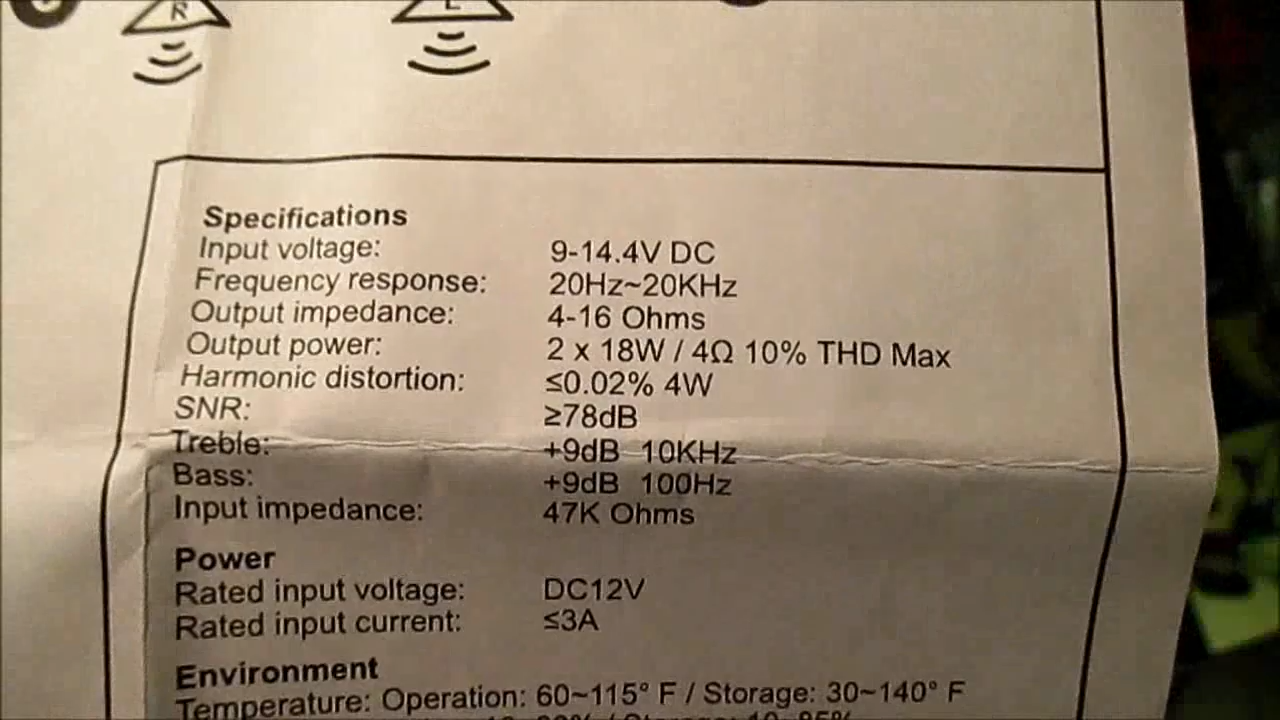 R L
Specifications
Input voltage: 9-14.4V DC
Frequency response: 20Hz~20KHz
Output impedance: 4-16 Ohms
Output power: 2 x 18W / 4Ω 10% THD Max
Harmonic distortion: ≤0.02% 4W
SNR: ≥78dB
Treble: +9dB 10KHz
Bass: +9dB 100Hz
Input impedance: 47K Ohms
Power
Rated input voltage: DC12V
Rated input current: ≤3A
Environment
Temperature: Operation: 60~115° F / Storage: 30~140° F